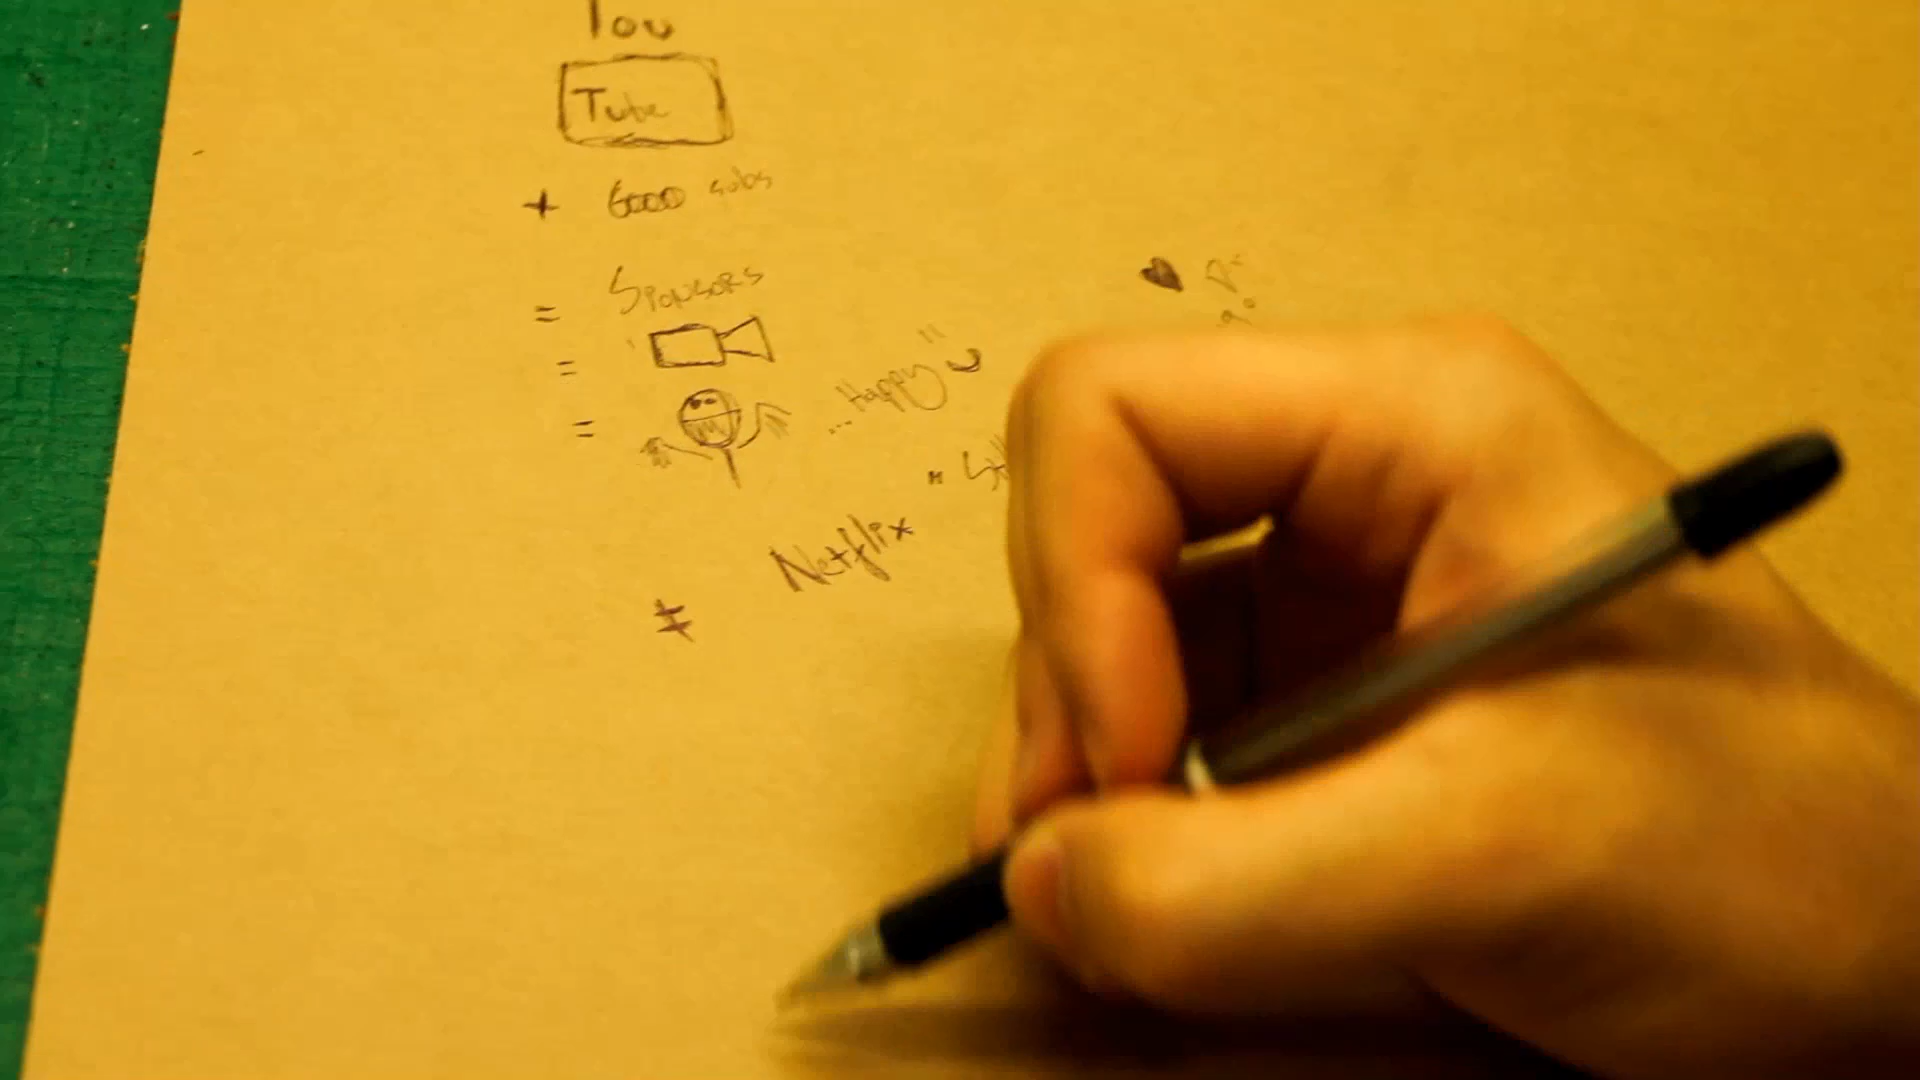 You
Tube
+ 6000 subs
= Sponsors
=
= ...Happy
Netflix
≠